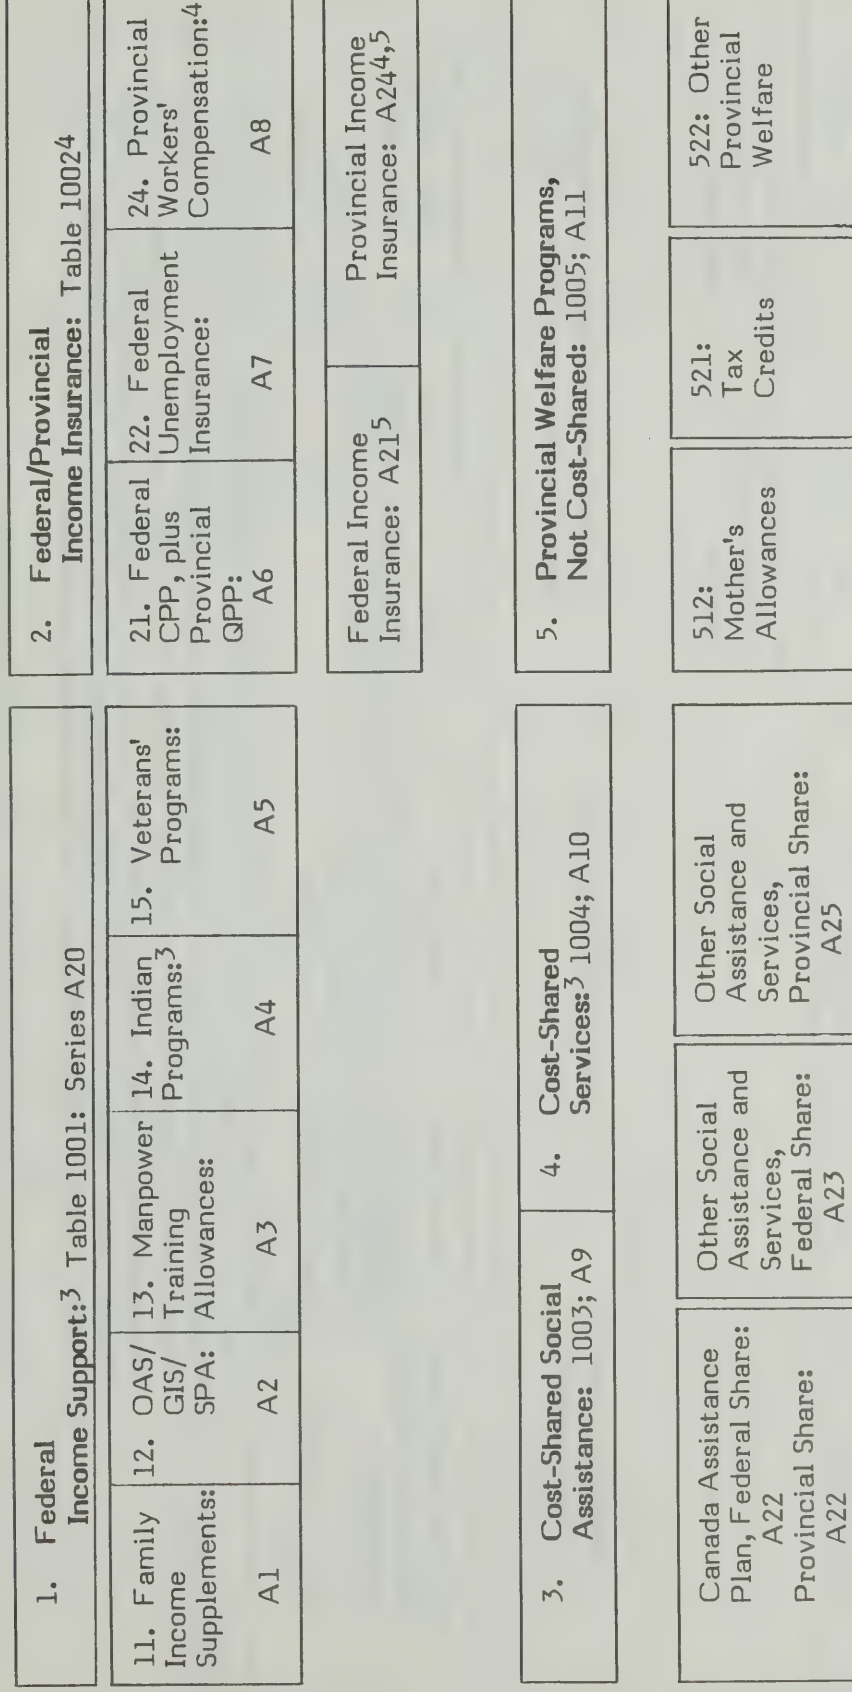 1. Federal
Income Support:3 Table 1001: Series A20
11. Family
Income
Supplements:
A1
12. OAS/
GIS/
SPA:
A2
13. Manpower
Training
Allowances:
A3
14. Indian
Programs:3
A4
15. Veterans'
Programs:
A5
2. Federal/Provincial
Income Insurance: Table 10024
21. Federal
CPP, plus
Provincial
QPP:
A6
22. Federal
Unemployment
Insurance:
A7
24. Provincial
Workers'
Compensation:4
A8
Federal Income
Insurance: A215
Provincial Income
Insurance: A244,5
3. Cost-Shared Social
Assistance: 1003; A9
4. Cost-Shared
Services:3 1004; A10
5. Provincial Welfare Programs,
Not Cost-Shared: 1005; A11
Canada Assistance
Plan, Federal Share:
A22
Provincial Share:
A22
Other Social
Assistance and
Services,
Federal Share:
A23
Other Social
Assistance and
Services,
Provincial Share:
A25
512:
Mother's
Allowances
521:
Tax
Credits
522: Other
Provincial
Welfare